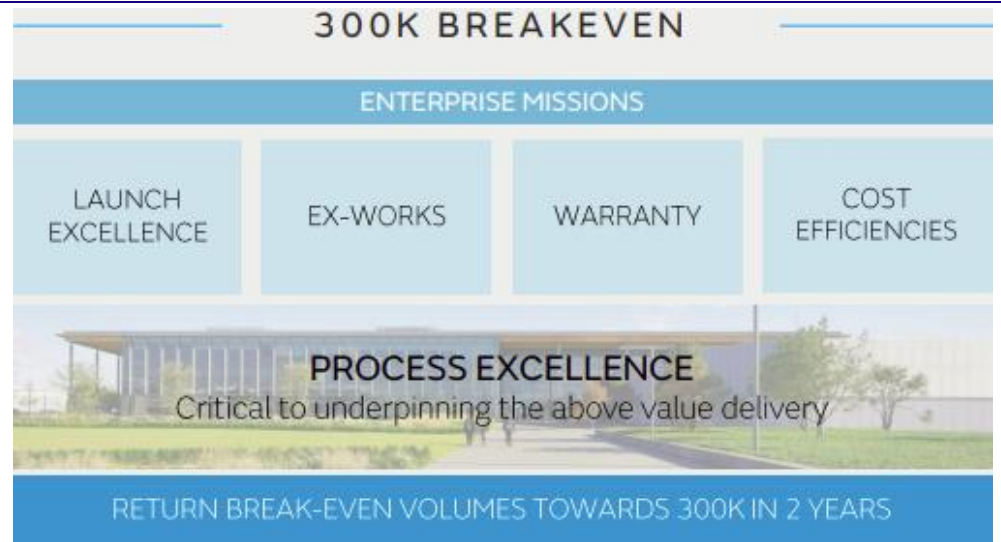 300K BREAKEVEN
ENTERPRISE MISSIONS
LAUNCH
EXCELLENCE
EX-WORKS
WARRANTY
COST
EFFICIENCIES
PROCESS EXCELLENCE
Critical to underpinning the above value delivery
RETURN BREAK-EVEN VOLUMES TOWARDS 300K IN 2 YEARS